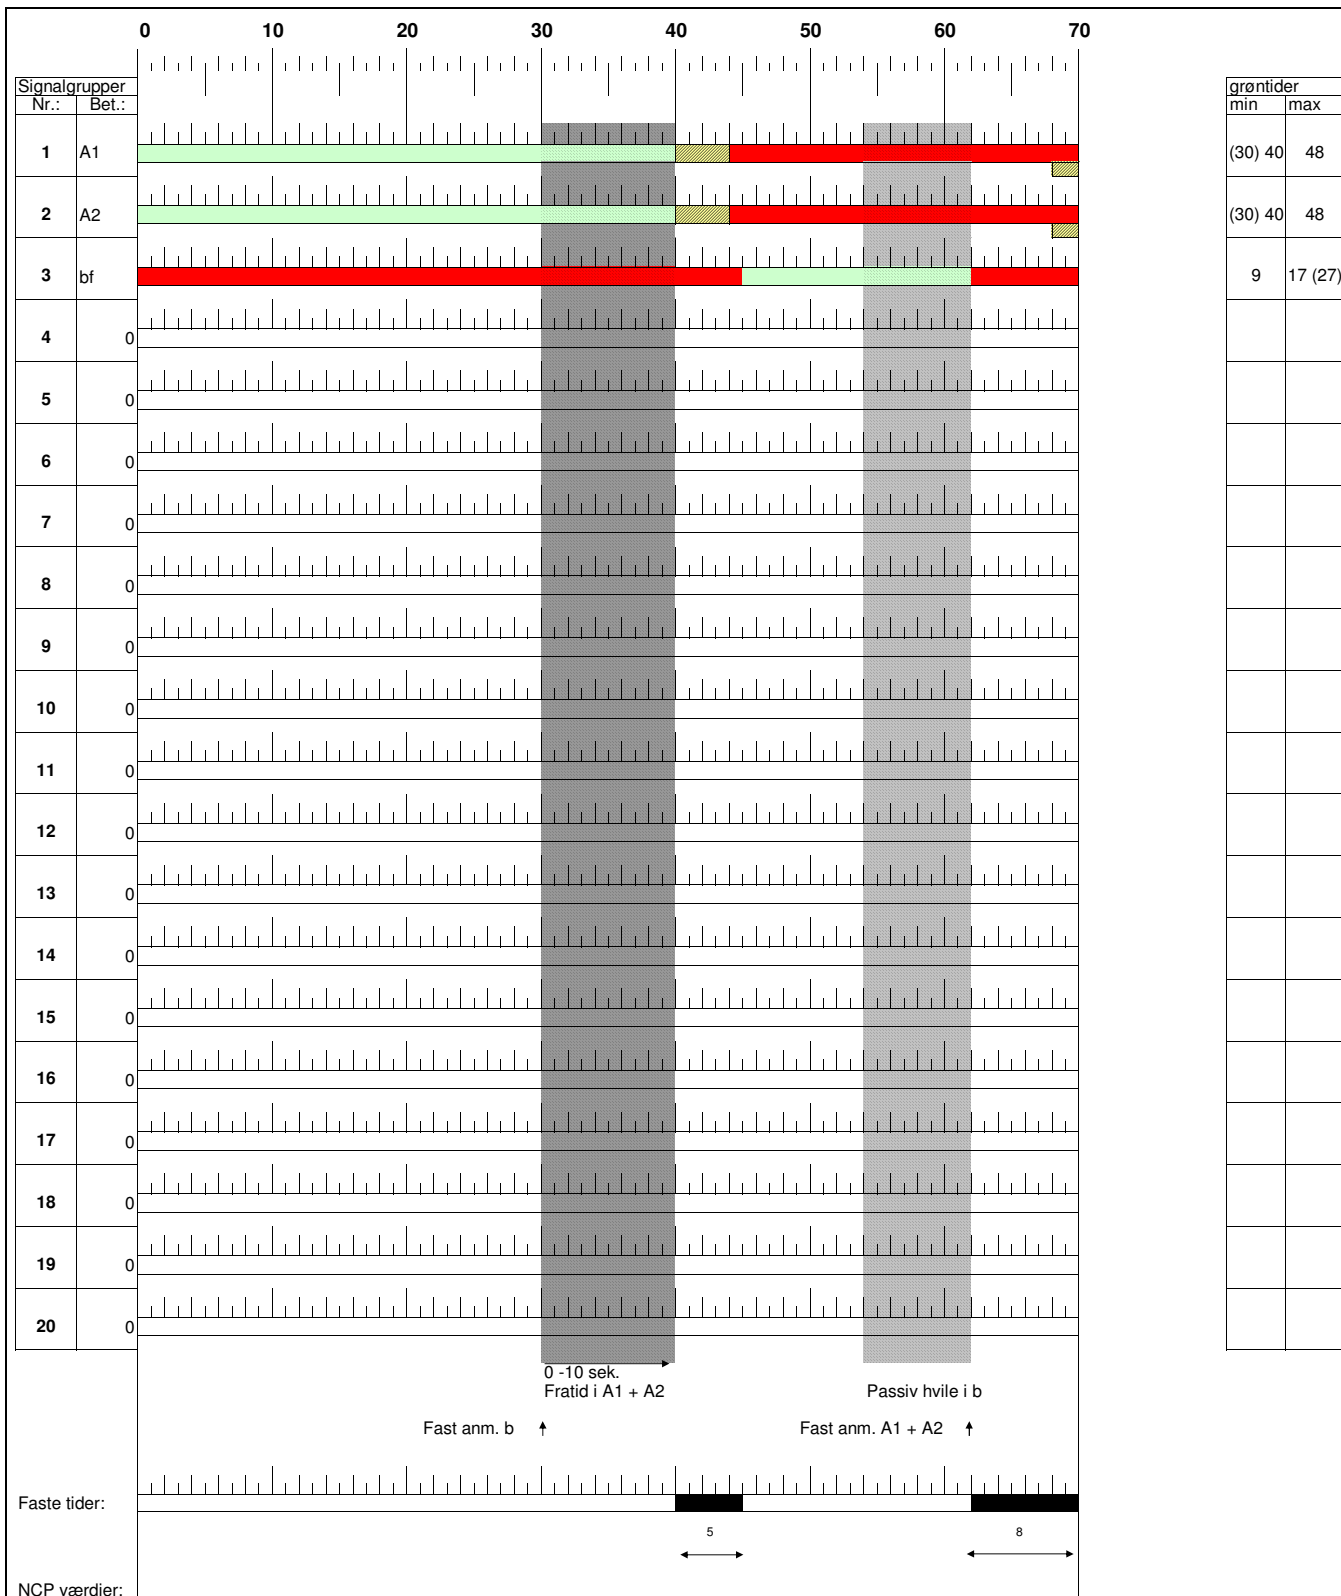 0 10 20 30 40 50 60 70
Signalgrupper grøntider
Nr.: Bet.: min max
1 A1 (30) 40 48
2 A2 (30) 40 48
3 bf 9 17 (27)
4 0
5 0
6 0
7 0
8 0
9 0
10 0
11 0
12 0
13 0
14 0
15 0
16 0
17 0
18 0
19 0
20 0
0 -10 sek.
Fratid i A1 + A2 Passiv hvile i b
Fast anm. b Fast anm. A1 + A2
Faste tider:
5 8
NCP værdier: